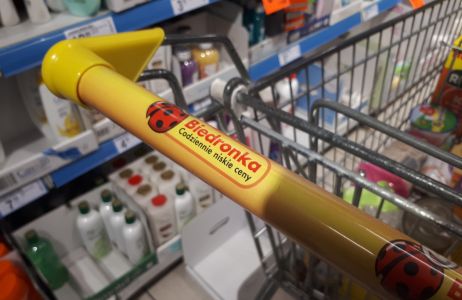 Biedronka
Codziennie niskie ceny